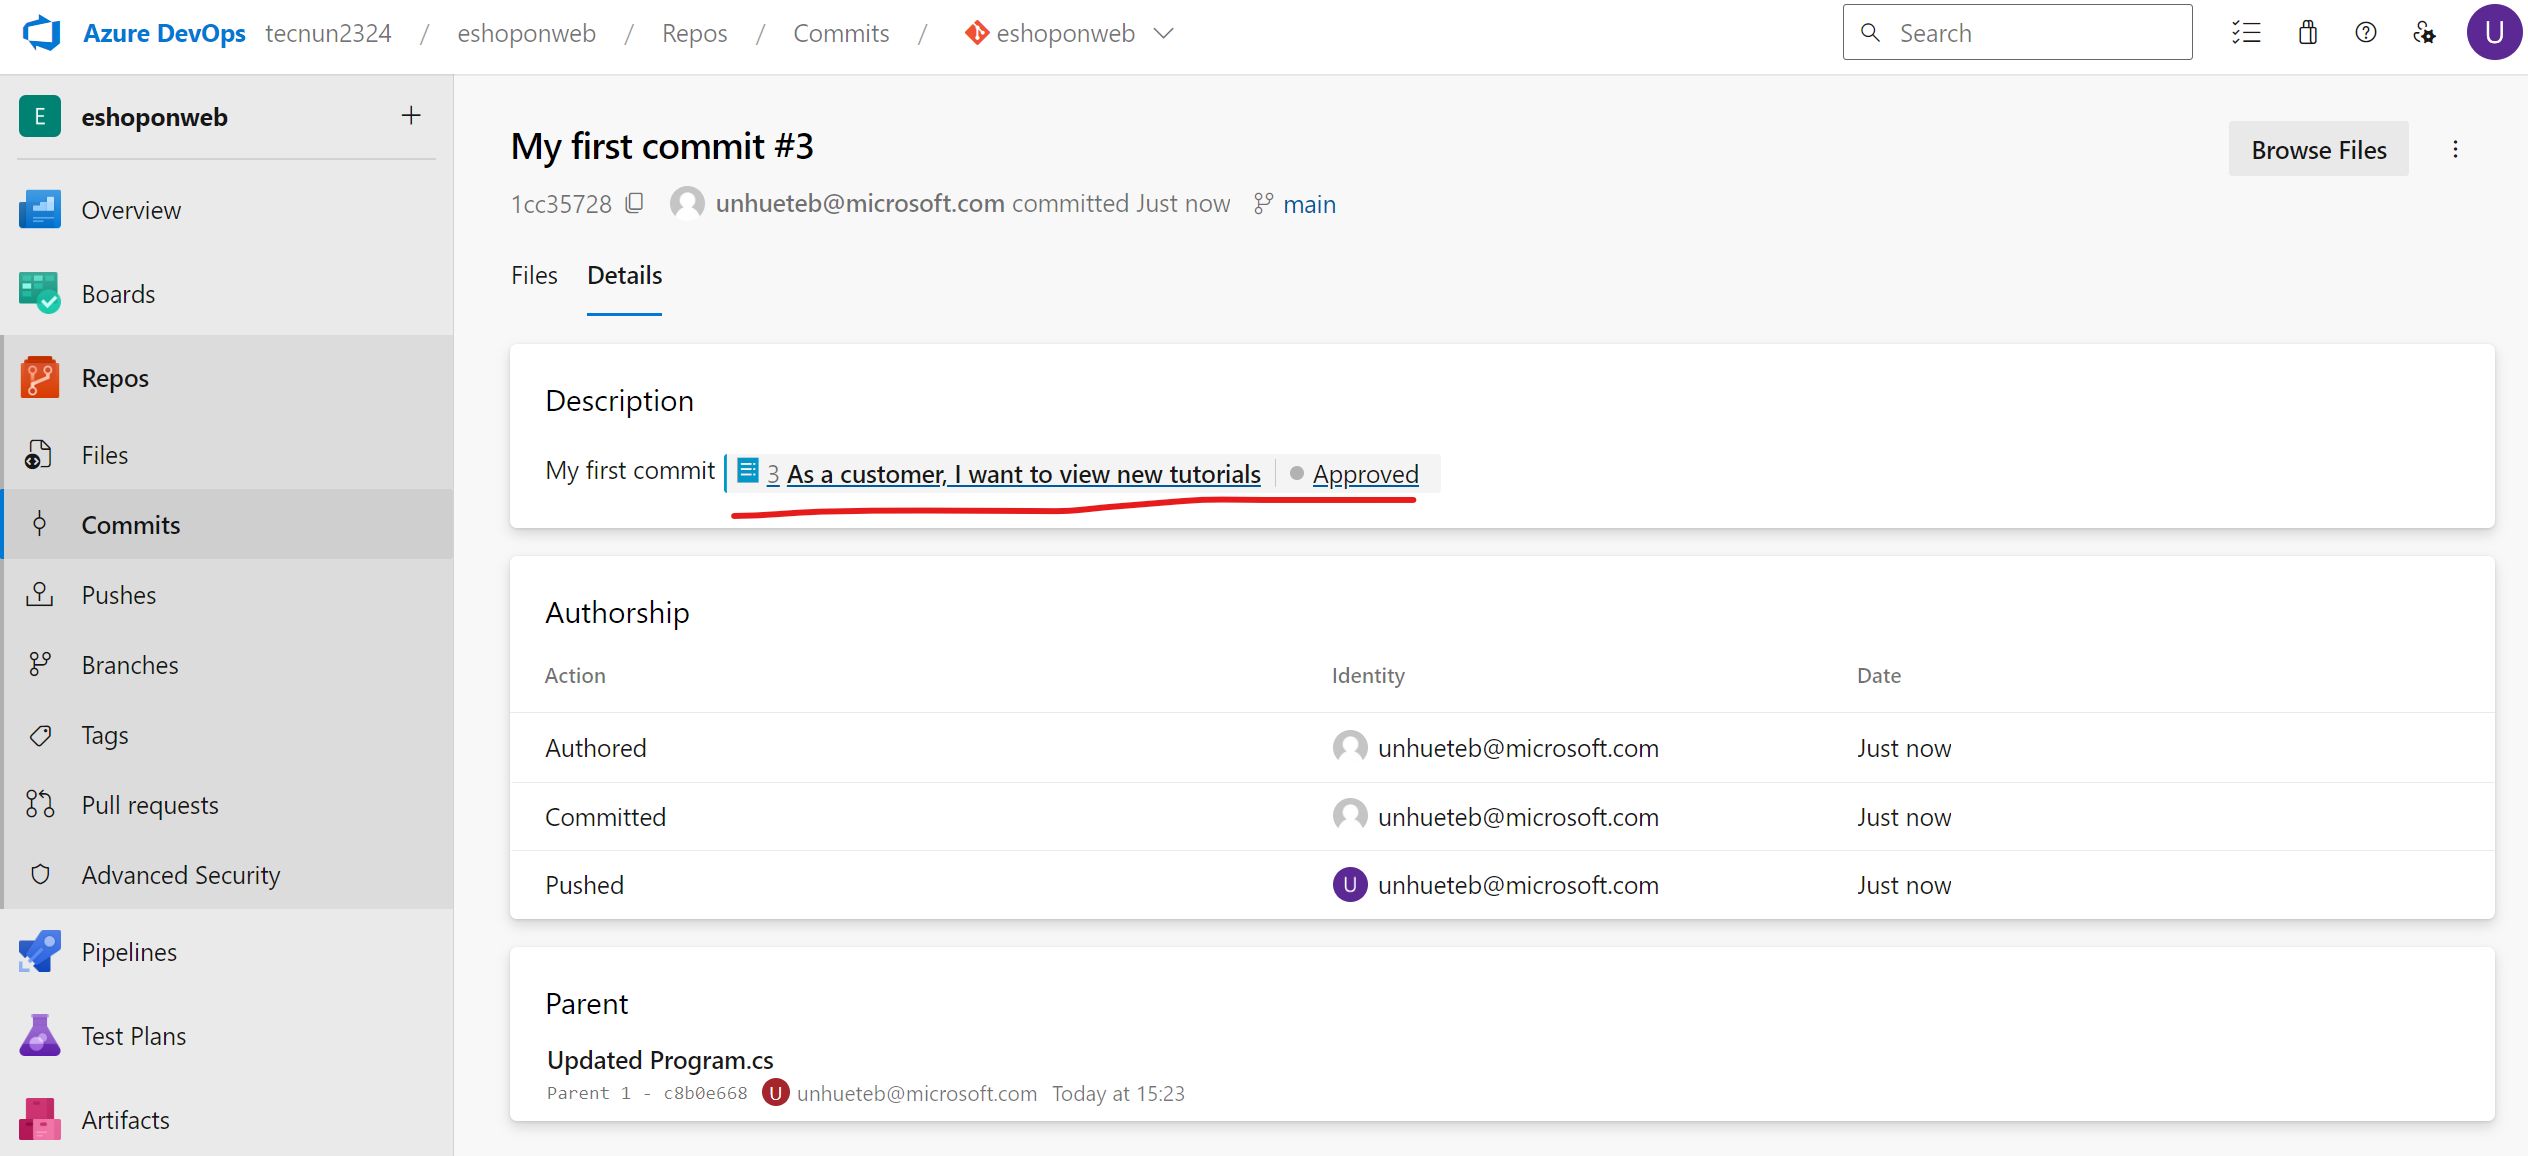 Azure DevOps tecnun2324 / eshoponweb / Repos / Commits / eshoponweb
Search
U
E eshoponweb +
Overview
Boards
Repos
Files
Commits
Pushes
Branches
Tags
Pull requests
Advanced Security
Pipelines
Test Plans
Artifacts
My first commit #3
Browse Files
1cc35728 unhueteb@microsoft.com committed Just now main
Files Details
Description
My first commit 3 As a customer, I want to view new tutorials Approved
Authorship
Action Identity Date
Authored unhueteb@microsoft.com Just now
Committed unhueteb@microsoft.com Just now
Pushed U unhueteb@microsoft.com Just now
Parent
Updated Program.cs
Parent 1 - c8b0e668 U unhueteb@microsoft.com Today at 15:23